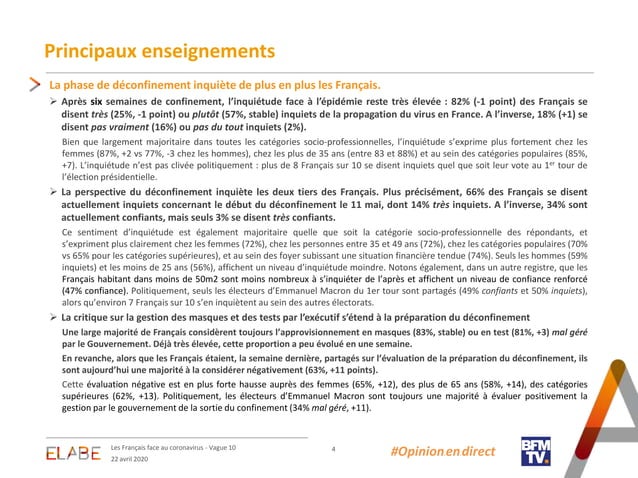 Principaux enseignements
La phase de déconfinement inquiète de plus en plus les Français.
➢ Après six semaines de confinement, l'inquiétude face à l'épidémie reste très élevée : 82% (-1 point) des Français se
disent très (25%, -1 point) ou plutôt (57%, stable) inquiets de la propagation du virus en France. A l'inverse, 18% (+1) se
disent pas vraiment (16%) ou pas du tout inquiets (2%).
Bien que largement majoritaire dans toutes les catégories socio-professionnelles, l'inquiétude s'exprime plus fortement chez les
femmes (87%, +2 vs 77%, -3 chez les hommes), chez les plus de 35 ans (entre 83 et 88%) et au sein des catégories populaires (85%,
+7). L'inquiétude n'est pas clivée politiquement : plus de 8 Français sur 10 se disent inquiets quel que soit leur vote au 1er tour de
l'élection présidentielle.
➢ La perspective du déconfinement inquiète les deux tiers des Français. Plus précisément, 66% des Français se disent
actuellement inquiets concernant le début du déconfinement le 11 mai, dont 14% très inquiets. A l'inverse, 34% sont
actuellement confiants, mais seuls 3% se disent très confiants.
Ce sentiment d'inquiétude est également majoritaire quelle que soit la catégorie socio-professionnelle des répondants, et
s'expriment plus clairement chez les femmes (72%), chez les personnes entre 35 et 49 ans (72%), chez les catégories populaires (70%
vs 65% pour les catégories supérieures), et au sein des foyer subissant une situation financière tendue (74%). Seuls les hommes (59%
inquiets) et les moins de 25 ans (56%), affichent un niveau d'inquiétude moindre. Notons également, dans un autre registre, que les
Français habitant dans moins de 50m2 sont moins nombreux à s'inquiéter de l'après et affichent un niveau de confiance renforcé
(47% confiance). Politiquement, seuls les électeurs d'Emmanuel Macron du 1er tour sont partagés (49% confiants et 50% inquiets),
alors qu'environ 7 Français sur 10 s'en inquiètent au sein des autres électorats.
➢ La critique sur la gestion des masques et des tests par l'exécutif s'étend à la préparation du déconfinement
Une large majorité de Français considèrent toujours l'approvisionnement en masques (83%, stable) ou en test (81%, +3) mal géré
par le Gouvernement. Déjà très élevée, cette proportion a peu évolué en une semaine.
En revanche, alors que les Français étaient, la semaine dernière, partagés sur l'évaluation de la préparation du déconfinement, ils
sont aujourd'hui une majorité à la considérer négativement (63%, +11 points).
Cette évaluation négative est en plus forte hausse auprès des femmes (65%, +12), des plus de 65 ans (58%, +14), des catégories
supérieures (62%, +13). Politiquement, les électeurs d'Emmanuel Macron sont toujours une majorité à évaluer positivement la
gestion par le gouvernement de la sortie du confinement (34% mal géré, +11).
ELABE
Les Français face au coronavirus - Vague 10
22 avril 2020
4
#Opinionendirect
BFM
TV.